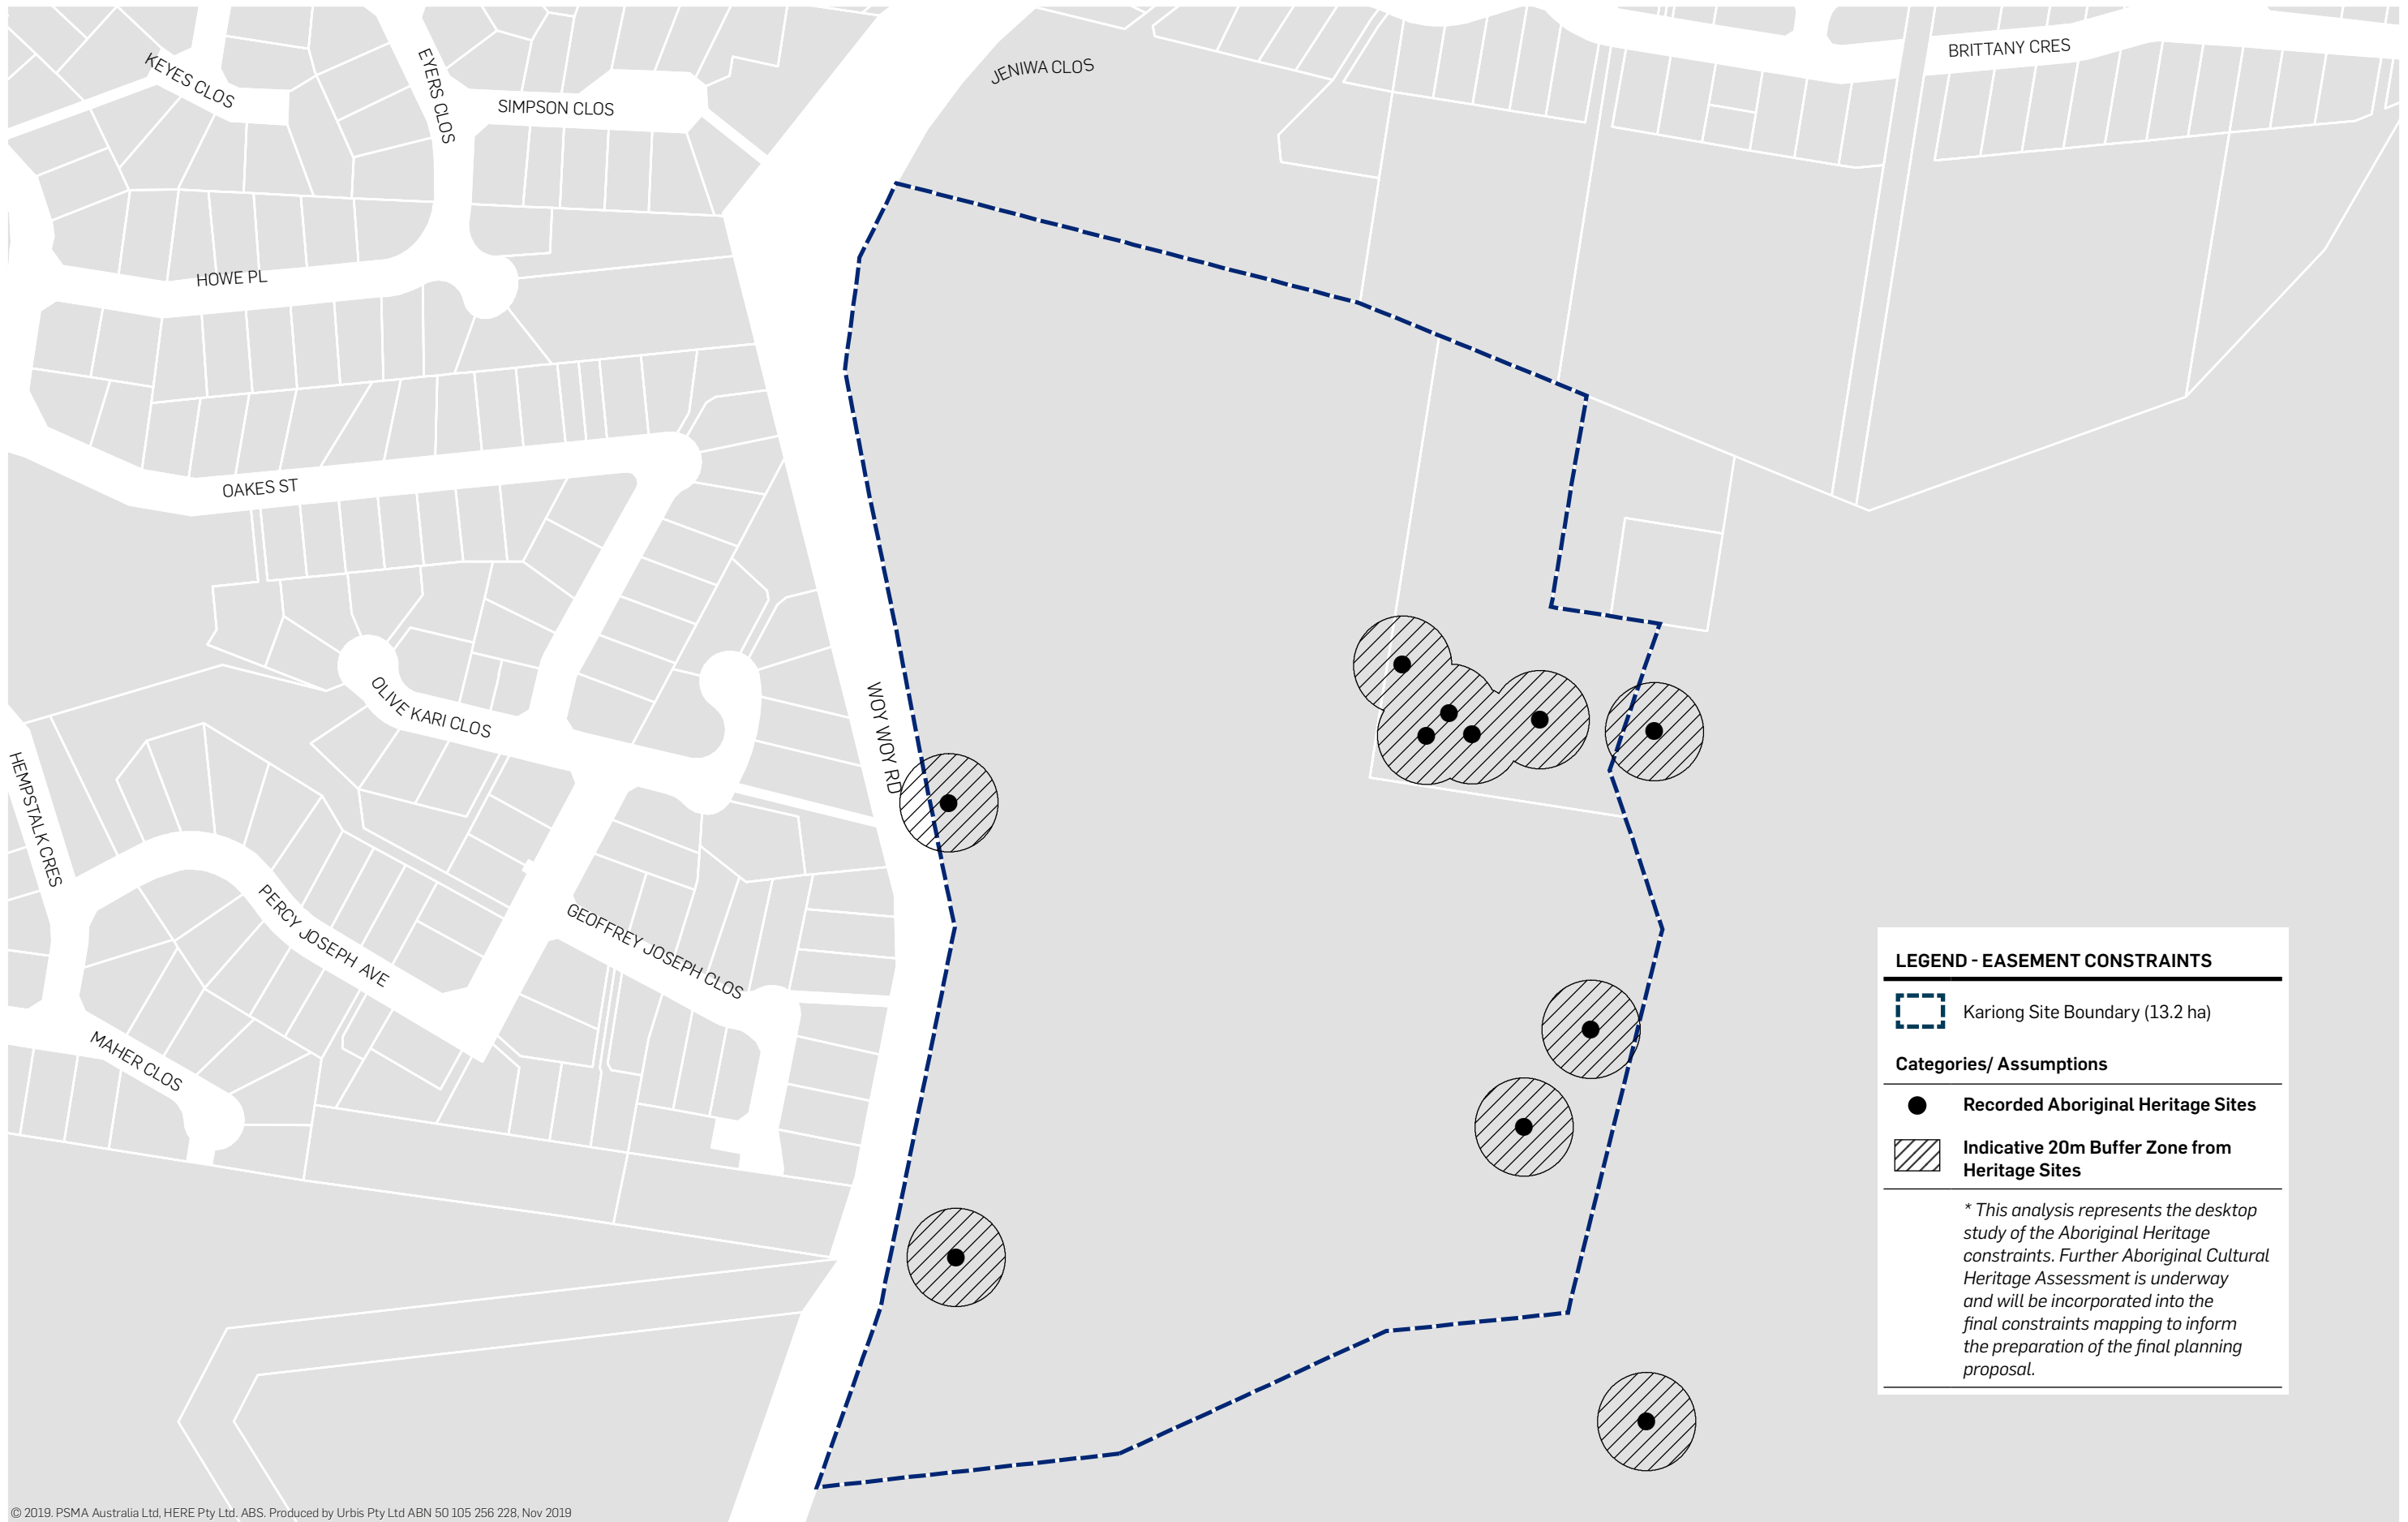 JENIWA CLOS
BRITTANY CRES
KEYES CLOS
EYERS CLOS
SIMPSON CLOS
HOWE PL
OAKES ST
WOY WOY RD
OLIVE KARI CLOS
HEMPSTALK CRES
PERCY JOSEPH AVE
GEOFFREY JOSEPH CLOS
MAHER CLOS
LEGEND - EASEMENT CONSTRAINTS
Kariong Site Boundary (13.2 ha)
Categories/ Assumptions
Recorded Aboriginal Heritage Sites
Indicative 20m Buffer Zone from
Heritage Sites
* This analysis represents the desktop
study of the Aboriginal Heritage
constraints. Further Aboriginal Cultural
Heritage Assessment is underway
and will be incorporated into the
final constraints mapping to inform
the preparation of the final planning
proposal.
© 2019. PSMA Australia Ltd, HERE Pty Ltd. ABS. Produced by Urbis Pty Ltd ABN 50 105 256 228, Nov 2019